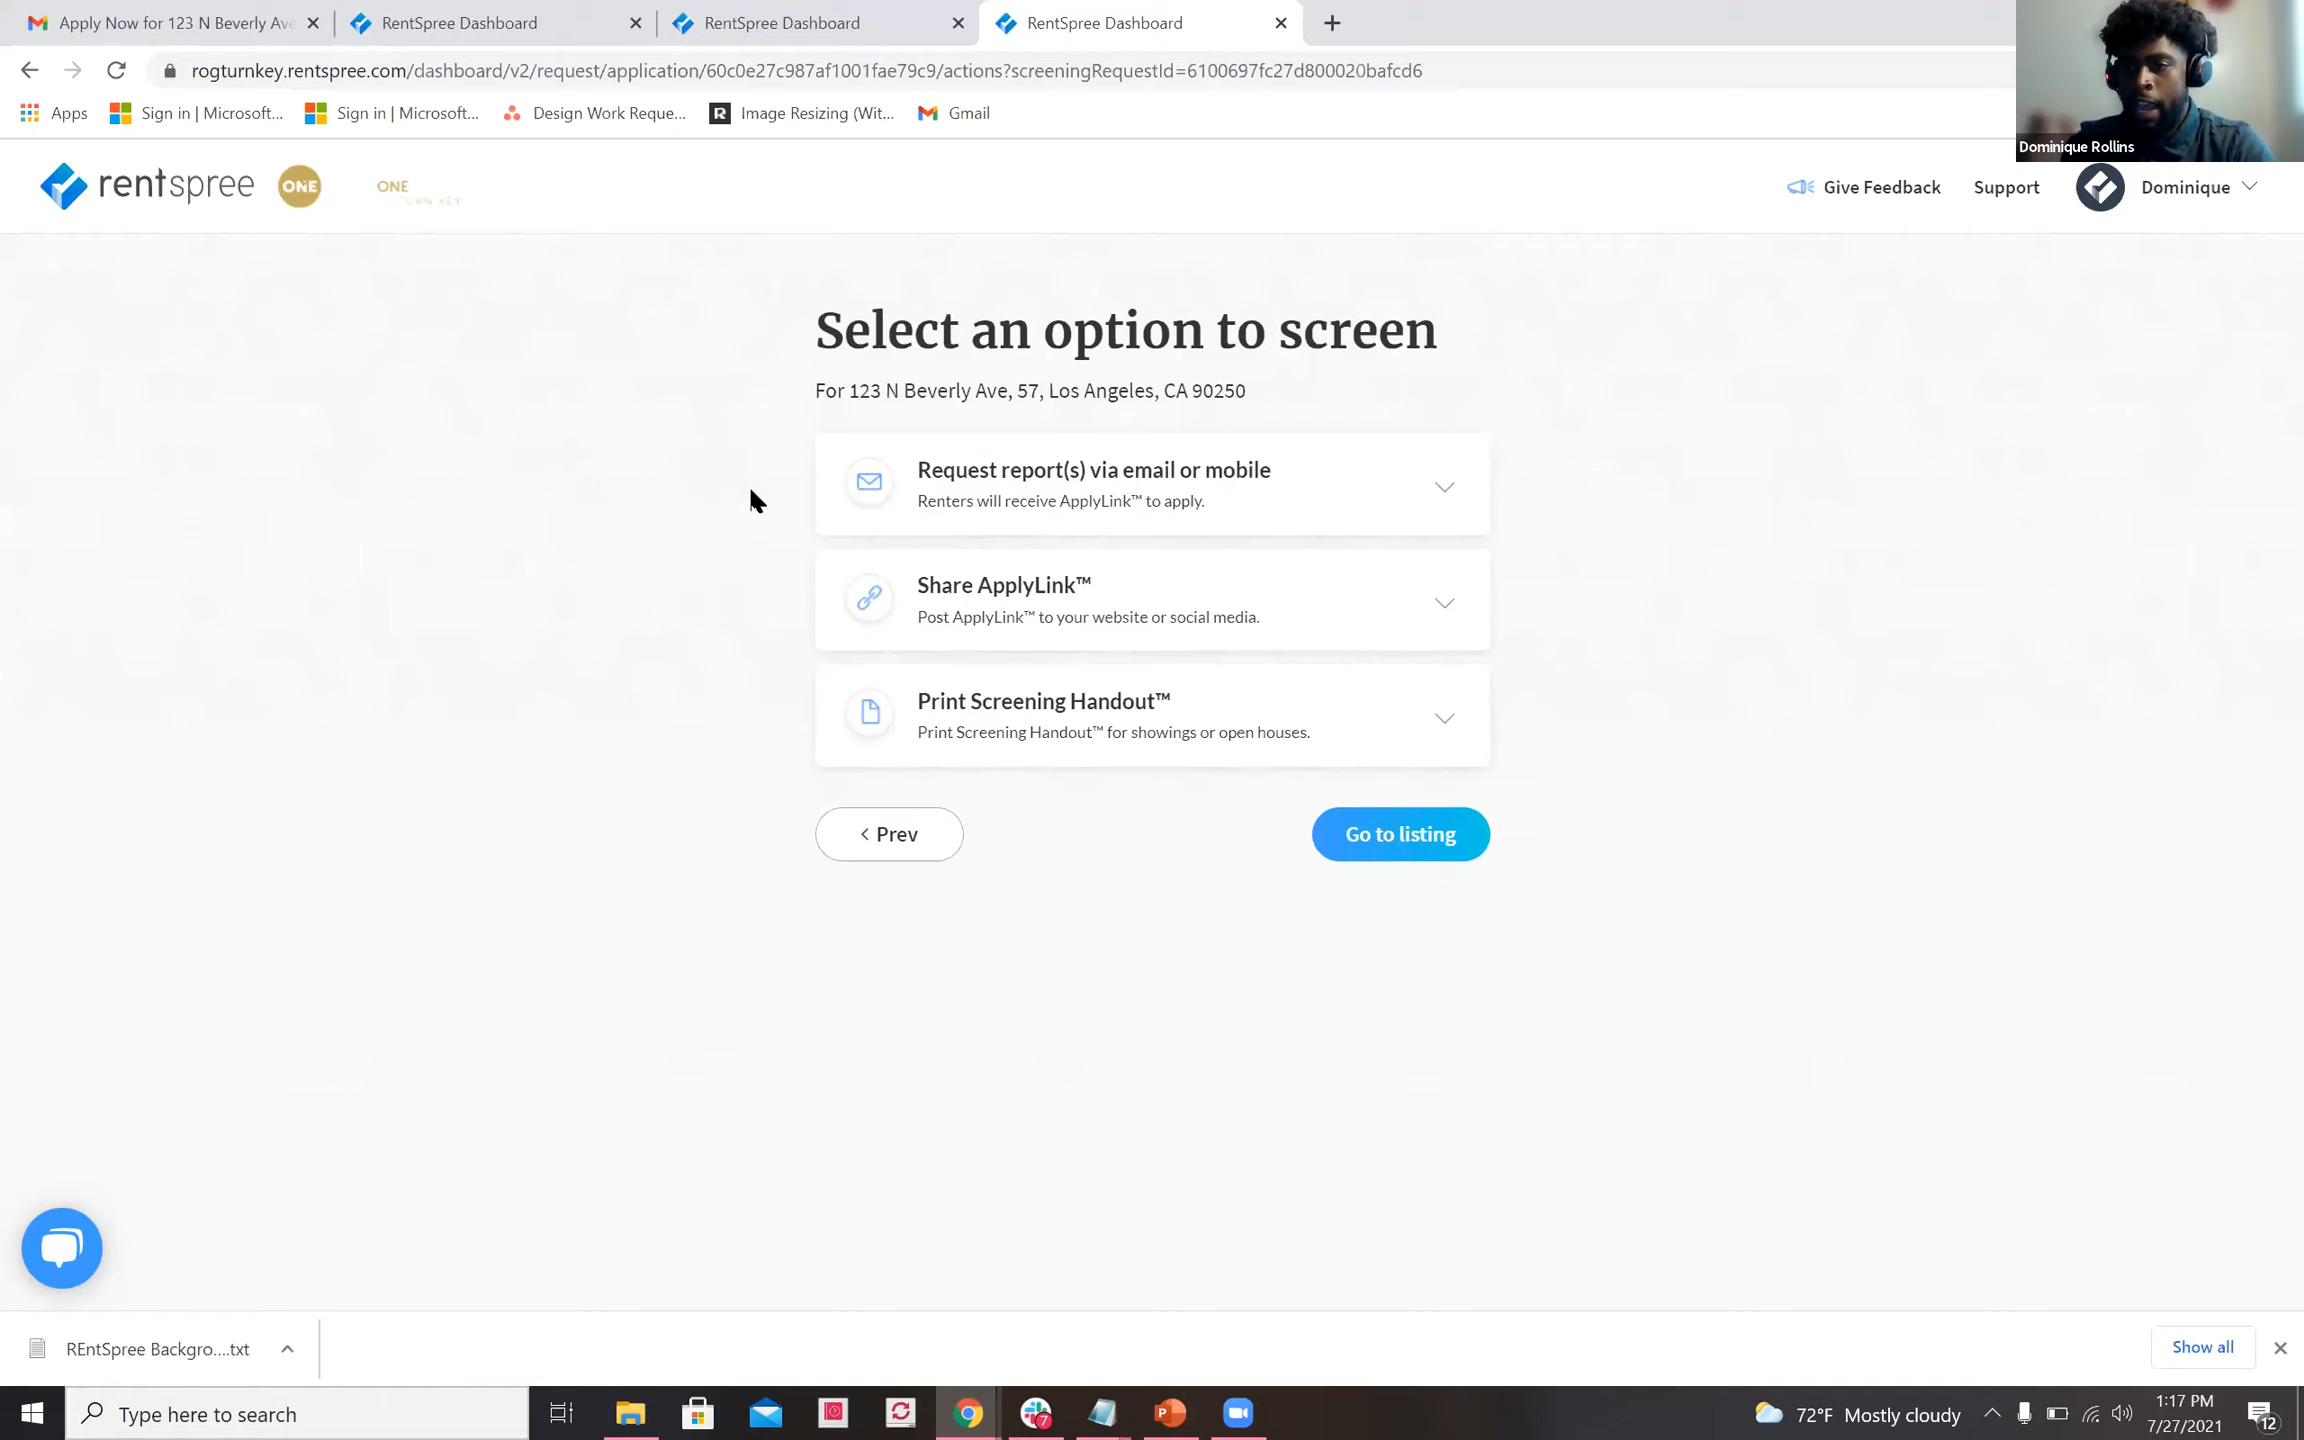 Apply Now for 123 N Beverly Ave
RentSpree Dashboard
RentSpree Dashboard
RentSpree Dashboard
rogturnkey.rentspree.com/dashboard/v2/request/application/60c0e27c987af1001fae79c9/actions?screeningRequestId=6100697fc27d800020bafcd6
Apps
Sign in | Microsoft...
Sign in | Microsoft...
Design Work Reque...
R
Image Resizing (Wit...
Gmail
Dominique Rollins
rentspree
ONE
ONE
TURN KEY
Give Feedback
Support
Dominique
Select an option to screen
For 123 N Beverly Ave, 57, Los Angeles, CA 90250
Request report(s) via email or mobile
Renters will receive ApplyLink™ to apply.
Share ApplyLink™
Post ApplyLink™ to your website or social media.
Print Screening Handout™
Print Screening Handout™ for showings or open houses.
< Prev
Go to listing
REntSpree Backgro....txt
Show all
Type here to search
7
P
72°F Mostly cloudy
1:17 PM
7/27/2021
12